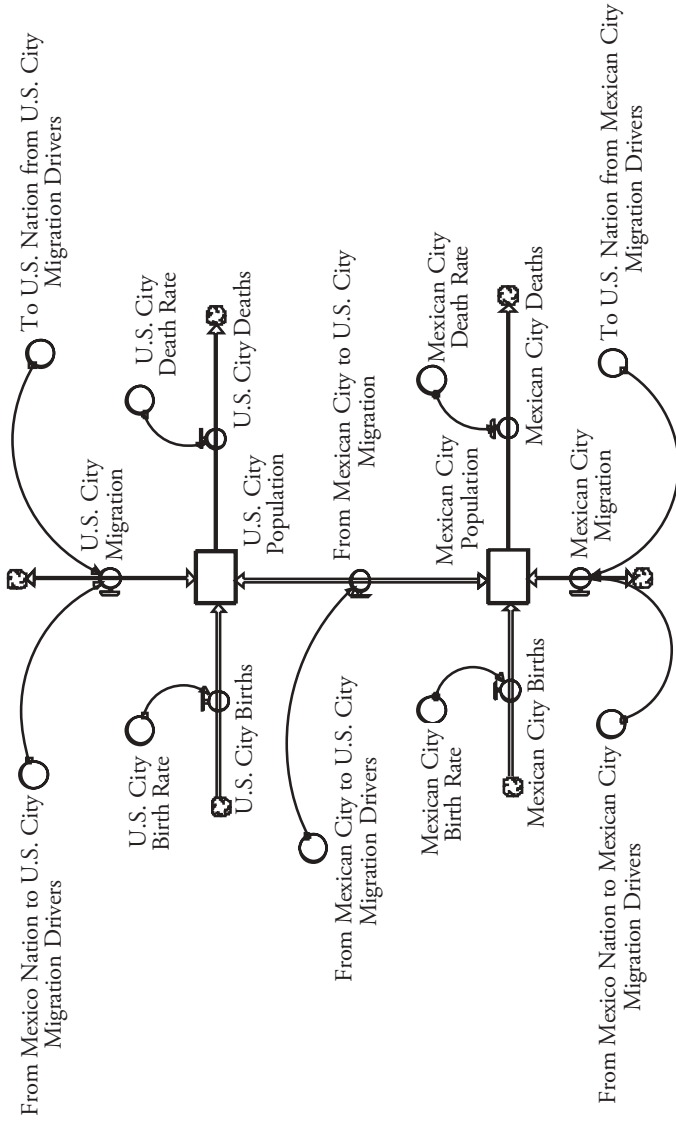 From Mexico Nation to U.S. City
Migration Drivers
To U.S. Nation from U.S. City
Migration Drivers
U.S. City
Migration
U.S. City
Birth Rate
U.S. City
Death Rate
U.S. City Births
U.S. City Deaths
U.S. City
Population
From Mexican City to U.S. City
Migration Drivers
From Mexican City to U.S. City
Migration
Mexican City
Birth Rate
Mexican City
Population
Mexican City
Death Rate
Mexican City Births
Mexican City Deaths
Mexican City
Migration
From Mexico Nation to Mexican City
Migration Drivers
To U.S. Nation from Mexican City
Migration Drivers